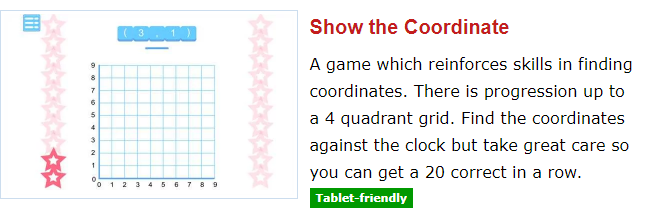 ( 3 , 1 )
9
8
7
6
5
4
3
2
1
0
0 1 2 3 4 5 6 7 8 9
Show the Coordinate
A game which reinforces skills in finding
coordinates. There is progression up to
a 4 quadrant grid. Find the coordinates
against the clock but take great care so
you can get a 20 correct in a row.
Tablet-friendly